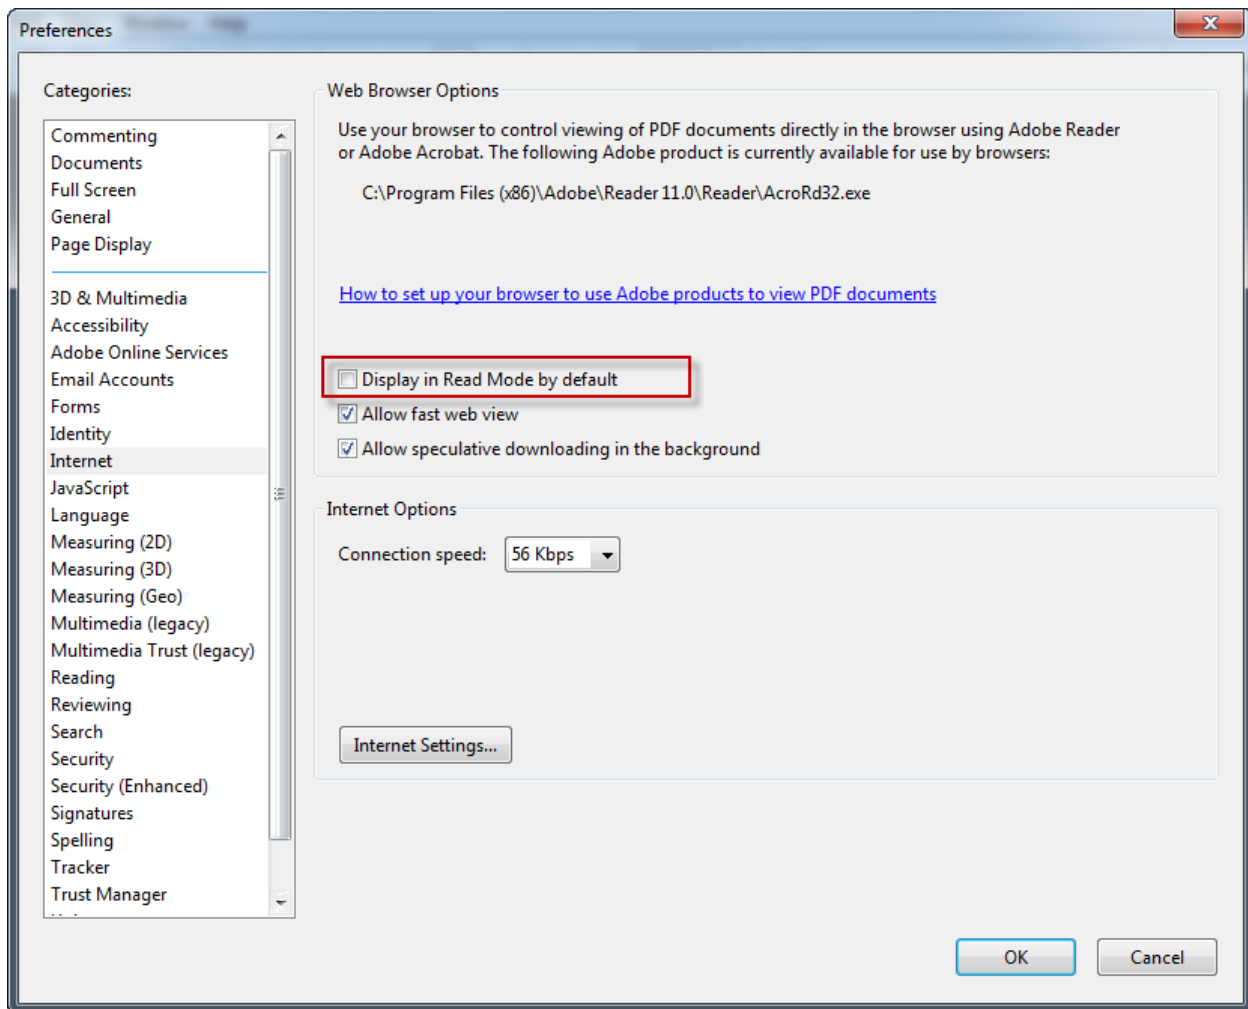 Preferences
Window Help
Categories:
Commenting
Documents
Full Screen
General
Page Display
3D & Multimedia
Accessibility
Adobe Online Services
Email Accounts
Forms
Identity
Internet
JavaScript
Language
Measuring (2D)
Measuring (3D)
Measuring (Geo)
Multimedia (legacy)
Multimedia Trust (legacy)
Reading
Reviewing
Search
Security
Security (Enhanced)
Signatures
Spelling
Tracker
Trust Manager
Web Browser Options
Use your browser to control viewing of PDF documents directly in the browser using Adobe Reader
or Adobe Acrobat. The following Adobe product is currently available for use by browsers:
C:\Program Files (x86)\Adobe\Reader 11.0\Reader\AcroRd32.exe
How to set up your browser to use Adobe products to view PDF documents
Display in Read Mode by default
Allow fast web view
Allow speculative downloading in the background
Internet Options
Connection speed: 56 Kbps
Internet Settings...
OK Cancel